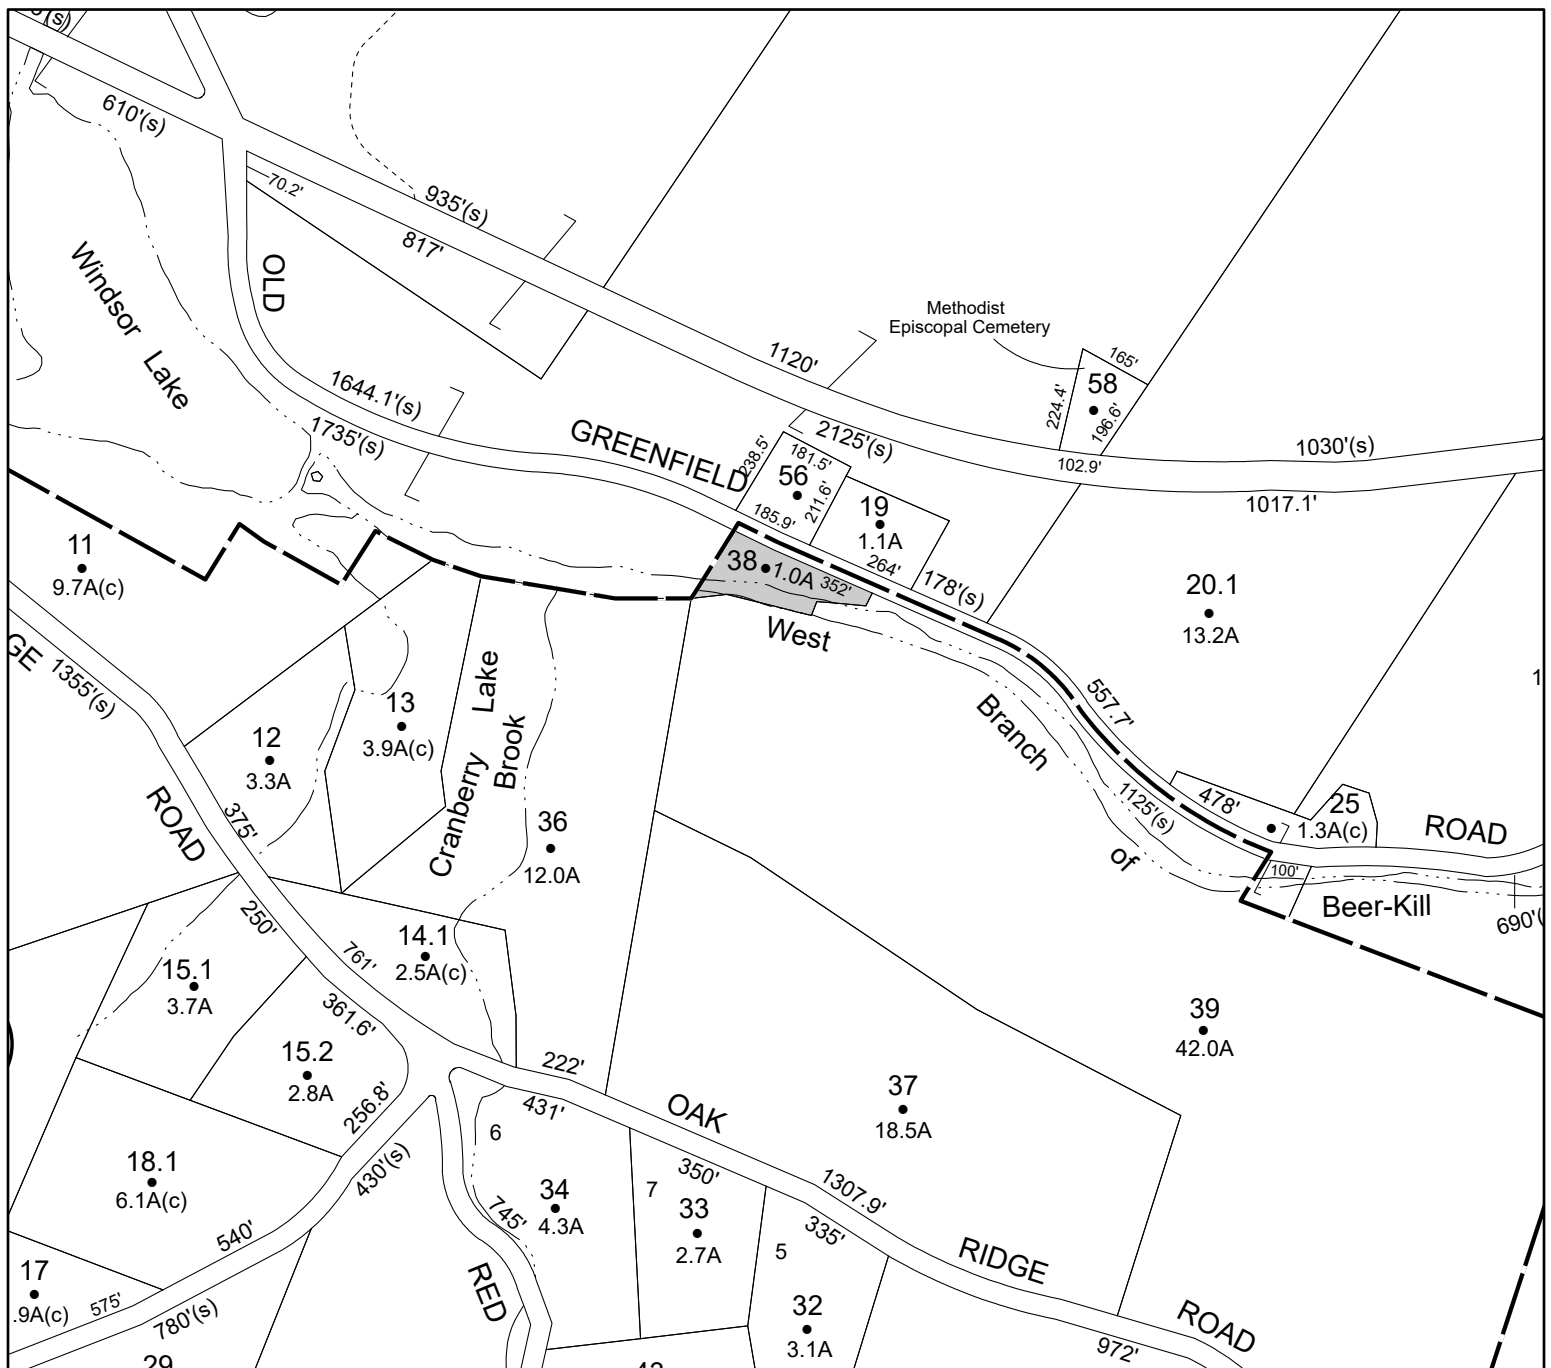 610'(s)
70.2'
935'(s)
817'
OLD
Windsor Lake
1644.1'(s)
1735'(s)
GREENFIELD
1120'
2125'(s)
Methodist
Episcopal Cemetery
165'
58
224.4'
196.6'
102.9'
1030'(s)
1017.1'
238.5'
181.5'
56
211.6'
185.9'
19
1.1A
264'
178'(s)
38
1.0A
352'
11
9.7A(c)
20.1
13.2A
West
Branch
of
Beer-Kill
557.7'
1125'(s)
478'
25
1.3A(c)
ROAD
100'
690'(
GE
1355'(s)
12
3.3A
13
3.9A(c)
Cranberry Lake
Brook
36
12.0A
ROAD
375'
250'
761'
14.1
2.5A(c)
15.1
3.7A
361.6'
15.2
2.8A
256.8'
430'(s)
222'
431'
OAK
39
42.0A
37
18.5A
18.1
6.1A(c)
540'
6
34
4.3A
745'
7
350'
33
2.7A
1307.9'
335'
5
RIDGE
32
3.1A
RED
17
.9A(c)
575'
780'(s)
29
ROAD
972'